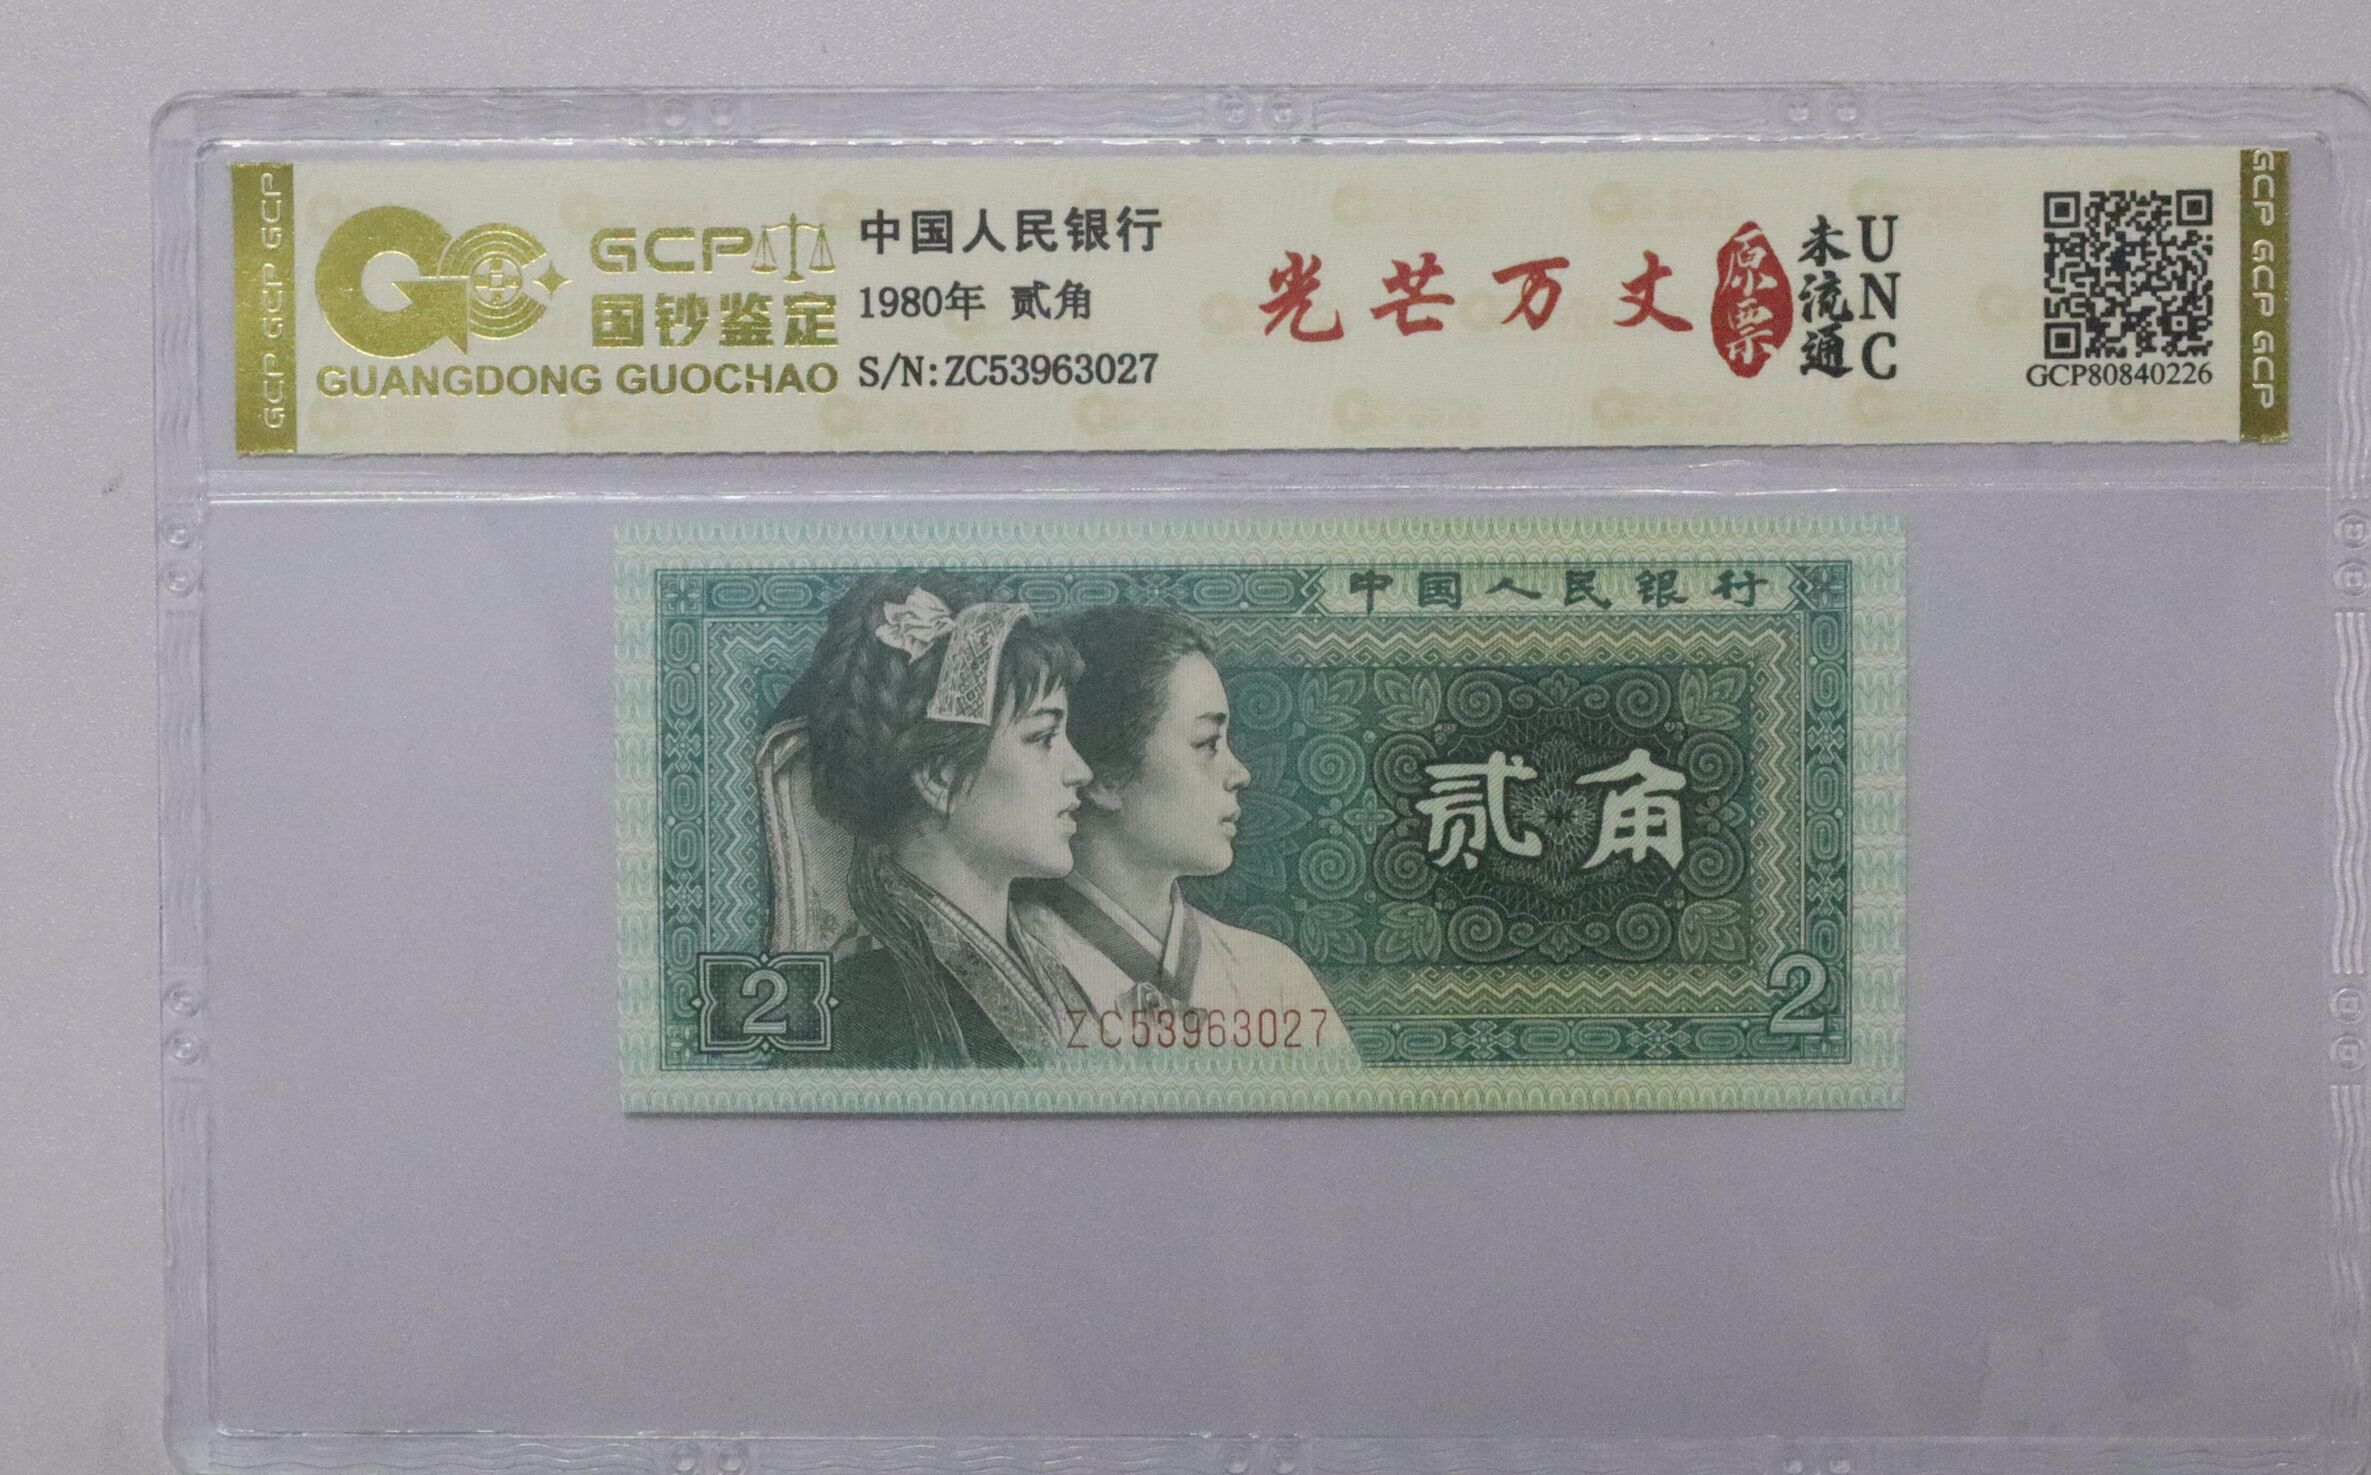 GCP GCP GCP
GCP
国钞鉴定
GUANGDONG GUOCHAO
中国人民银行
1980年 贰角
S/N:ZC53963027
光芒万丈
原票
未流通
UNC
GCP80840226
GCP GCP GCP
中国人民银行
贰角
2
2
ZC53963027